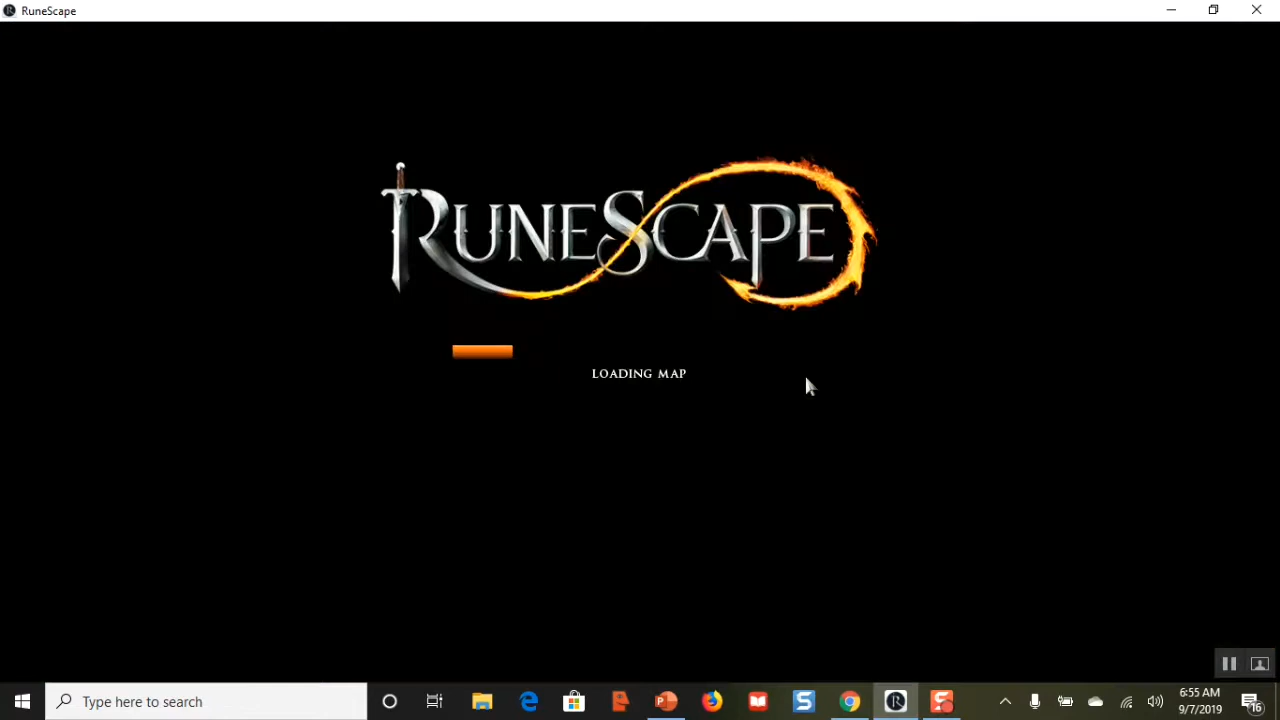 RuneScape
RUNESCAPE
LOADING MAP
Type here to search
6:55 AM
9/7/2019
16